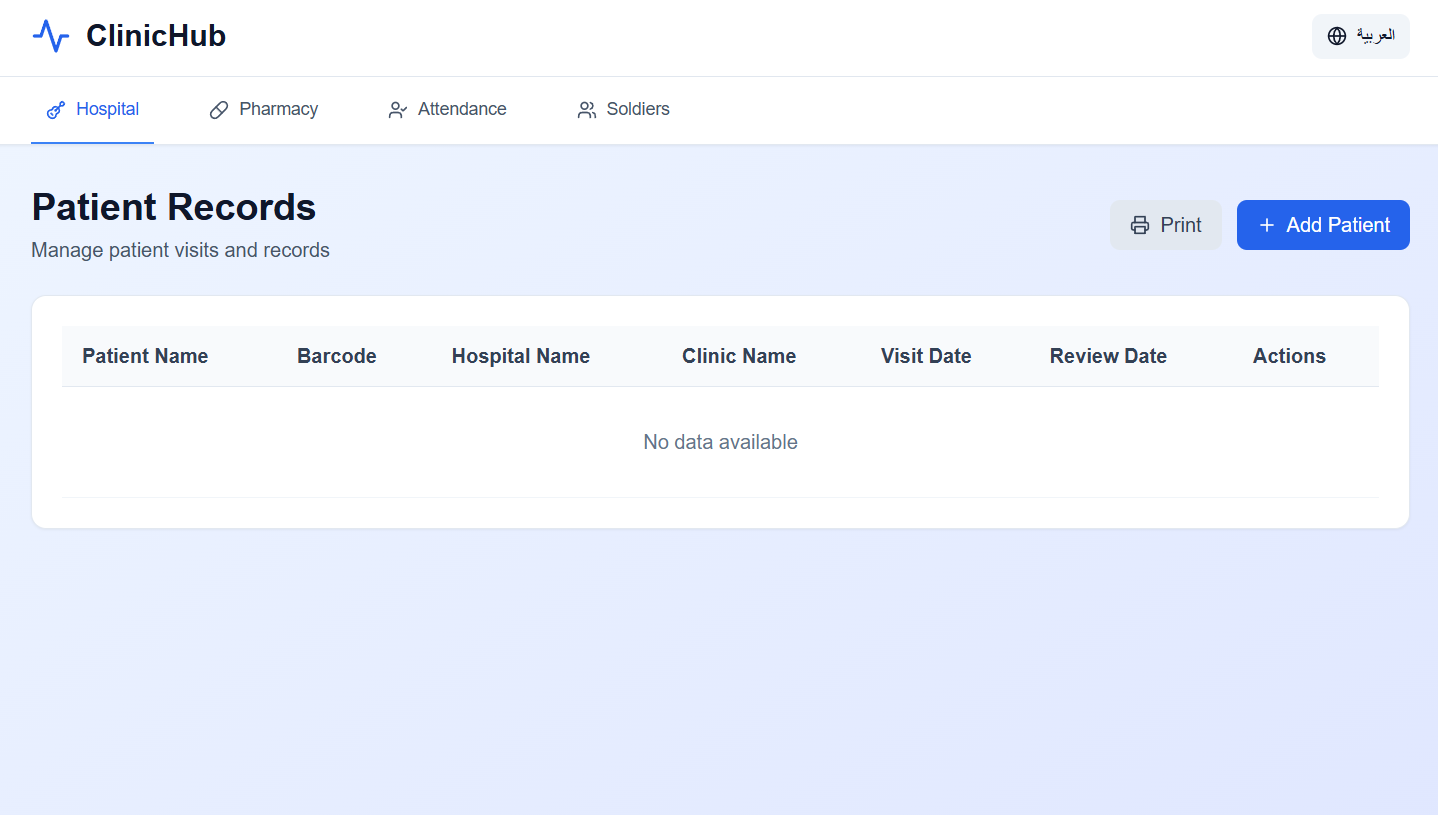 ClinicHub
العربية
Hospital Pharmacy Attendance Soldiers
Patient Records
Manage patient visits and records
Print Add Patient
Patient Name Barcode Hospital Name Clinic Name Visit Date Review Date Actions
No data available